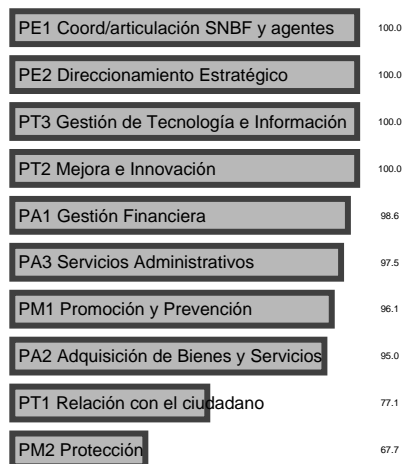 PE1 Coord/articulación SNBF y agentes 100.0
PE2 Direccionamiento Estratégico 100.0
PT3 Gestión de Tecnología e Información 100.0
PT2 Mejora e Innovación 100.0
PA1 Gestión Financiera 98.6
PA3 Servicios Administrativos 97.5
PM1 Promoción y Prevención 96.1
PA2 Adquisición de Bienes y Servicios 95.0
PT1 Relación con el ciudadano 77.1
PM2 Protección 67.7